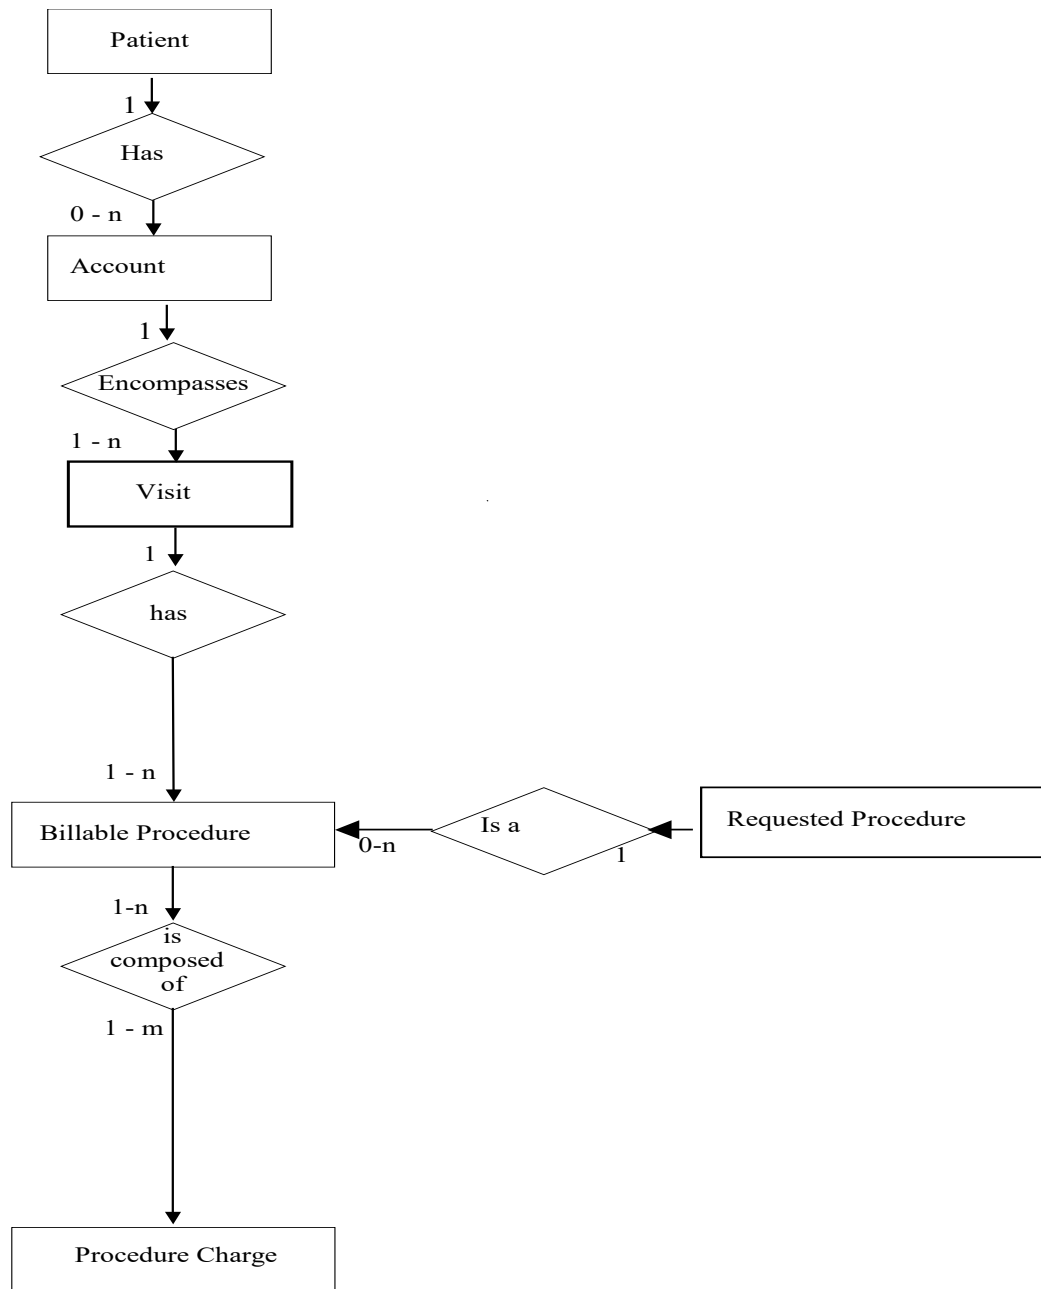 Patient
1
Has
0 - n
Account
1
Encompasses
1 - n
Visit
1
has
1 - n
Billable Procedure
0-n
Is a
1
Requested Procedure
1-n
is
composed
of
1 - m
Procedure Charge